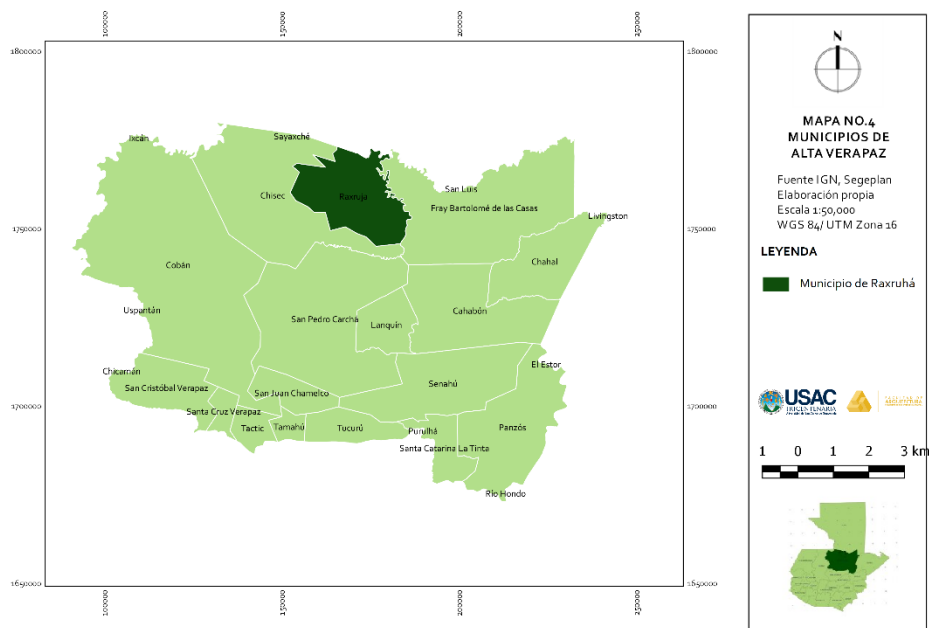 100000
150000
200000
250000
1800000
1800000
Ixcán
Sayaxché
Chisec
Raxruja
San Luis
Fray Bartolomé de las Casas
Livingston
1750000
1750000
Cobán
Chahal
Uspantán
San Pedro Carchá
Lanquín
Cahabón
Chicamán
San Cristóbal Verapaz
San Juan Chamelco
Senahú
El Estor
1700000
1700000
Santa Cruz Verapaz
Tactic
Tamahú
Tucurú
Purulhá
Panzós
Santa Catarina La Tinta
Río Hondo
1650000
1650000
100000
150000
200000
250000
N
MAPA NO.4
MUNICIPIOS DE
ALTA VERAPAZ
Fuente IGN, Segeplan
Elaboración propia
Escala 1:50,000
WGS 84/ UTM Zona 16
LEYENDA
Municipio de Raxruhá
USAC
TRICENTENARIA
ARQUITECTURA
1 0 1 2 3 km